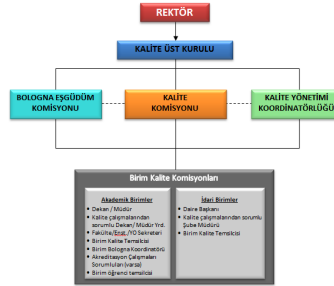 REKTÖR
KALİTE ÜST KURULU
BOLOGNA EŞGÜDÜM
KOMİSYONU
KALİTE
KOMİSYONU
KALİTE YÖNETİMİ
KOORDİNATÖRLÜĞÜ
Birim Kalite Komisyonları
Akademik Birimler
• Dekan / Müdür
• Kalite çalışmalarından
sorumlu Dekan/ Müdür Yrd.
• Fakülte/Enst./YO Sekreteri
• Birim Kalite Temsilcisi
• Birim Bologna Koordinatörü
• Akreditasyon Çalışmaları
Sorumluları (varsa)
• Birim öğrenci temsilcisi
İdari Birimler
• Daire Başkanı
• Kalite çalışmalarından sorumlu
Şube Müdürü
• Birim Kalite Temsilcisi